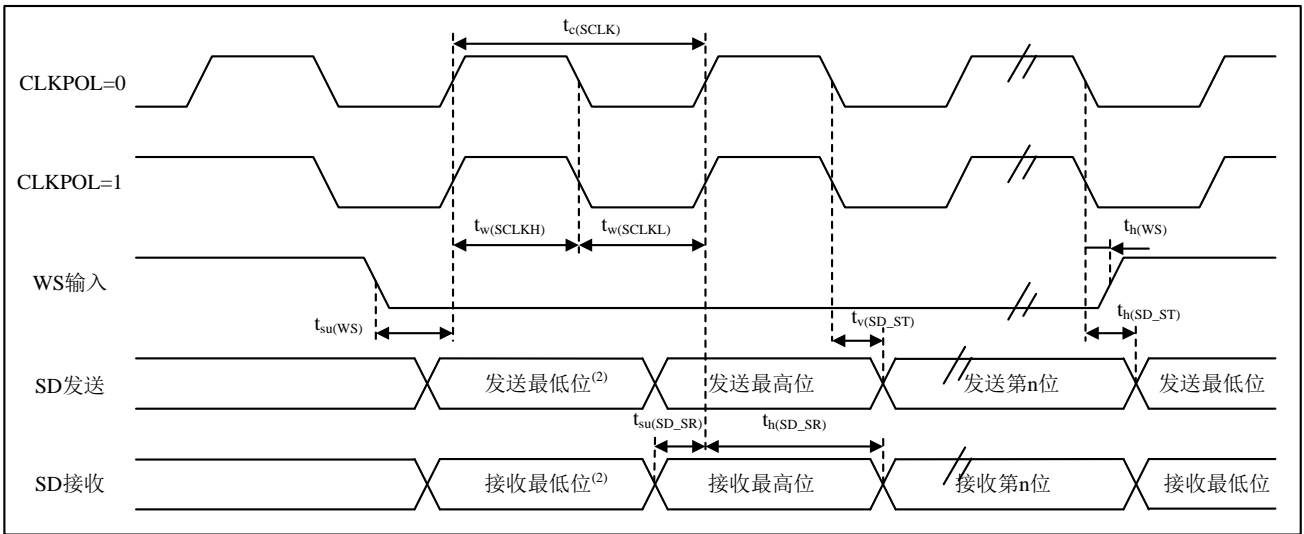 t_c(SCLK)
CLKPOL=0
CLKPOL=1
t_w(SCLKH) t_w(SCLKL) t_h(WS)
WS输入
t_su(WS) t_v(SD_ST) t_h(SD_ST)
SD发送 发送最低位(2) 发送最高位 发送第n位 发送最低位
t_su(SD_SR) t_h(SD_SR)
SD接收 接收最低位(2) 接收最高位 接收第n位 接收最低位